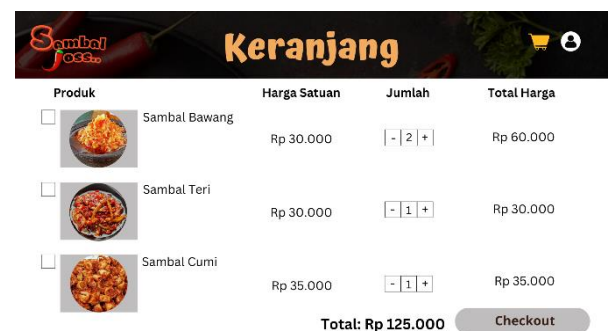 Sambal
Joss..
Keranjang
Produk Harga Satuan Jumlah Total Harga
Sambal Bawang
Rp 30.000 - 2 + Rp 60.000
Sambal Teri
Rp 30.000 - 1 + Rp 30.000
Sambal Cumi
Rp 35.000 - 1 + Rp 35.000
Total: Rp 125.000 Checkout